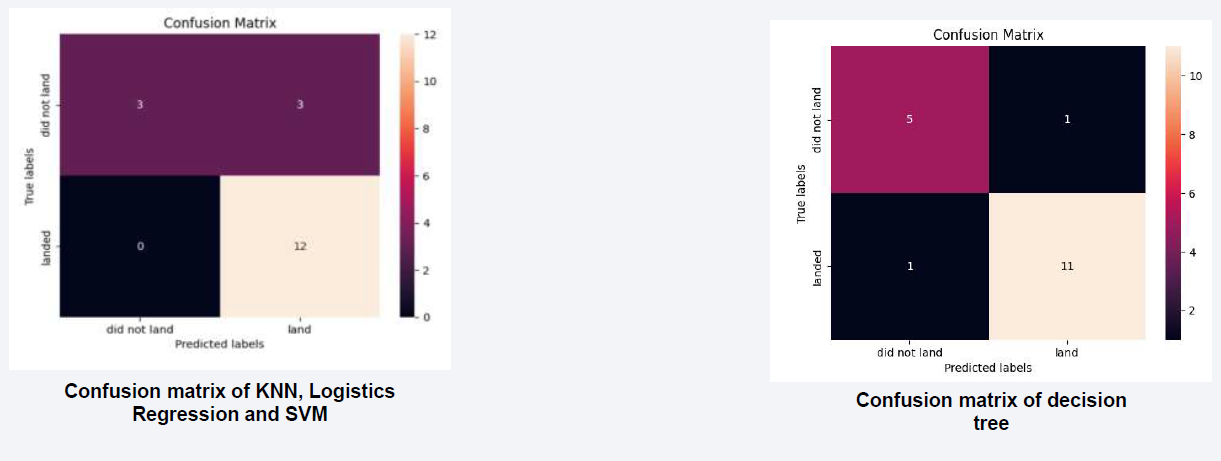 Confusion Matrix
did not land
landed
True labels
3
3
0
12
did not land
land
Predicted labels
12
10
8
6
4
2
0
Confusion matrix of KNN, Logistics
Regression and SVM
Confusion Matrix
did not land
landed
True labels
5
1
1
11
did not land
land
Predicted labels
10
8
6
4
2
Confusion matrix of decision
tree